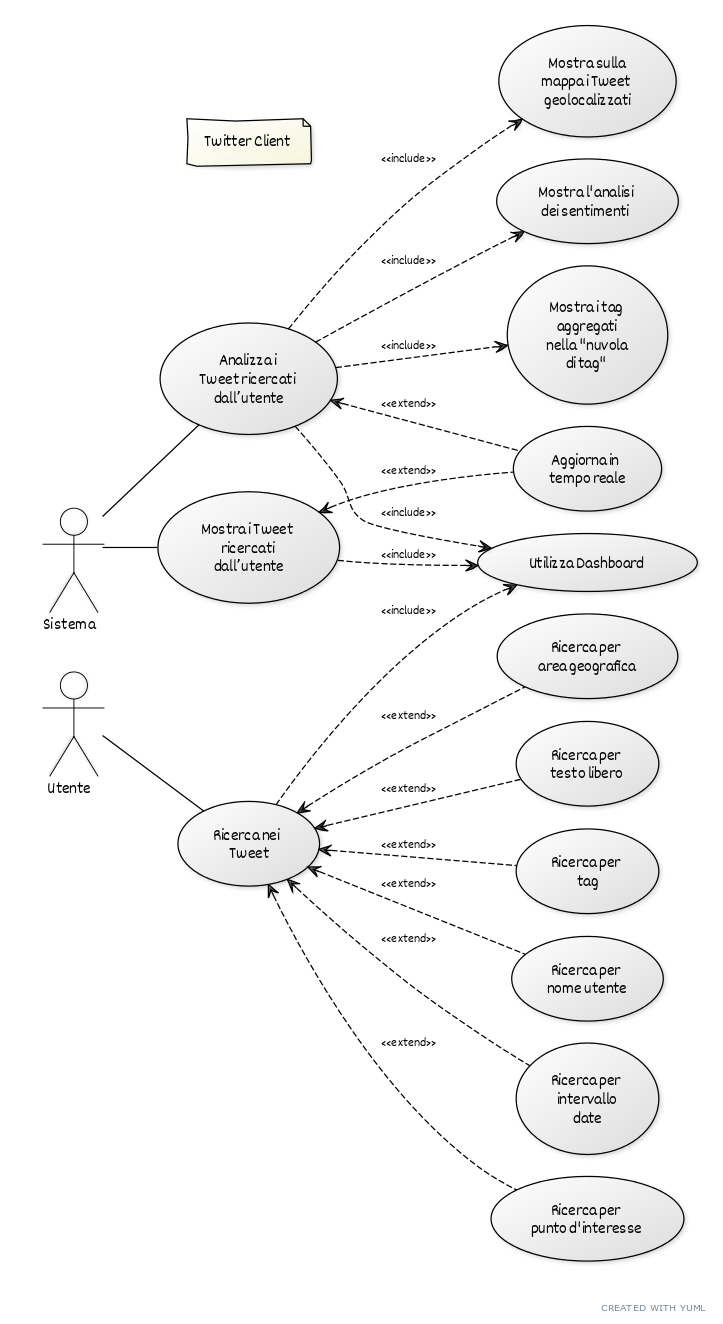 Mostra sulla
mappa i Tweet
geolocalizzati
Twitter Client
<<include>>
Mostra l'analisi
dei sentimenti
<<include>>
Mostra i tag
aggregati
nella "nuvola
di tag"
<<include>>
Analizza i
Tweet ricercati
dall'utente
<<extend>>
Aggiorna in
tempo reale
<<extend>>
<<include>>
Mostra i Tweet
ricercati
dall'utente
<<include>>
Utilizza Dashboard
Sistema
<<include>>
Ricerca per
area geografica
<<extend>>
Utente
Ricerca per
testo libero
<<extend>>
Ricerca nei
Tweet
<<extend>>
Ricerca per
tag
<<extend>>
<<extend>>
Ricerca per
nome utente
<<extend>>
Ricerca per
intervallo
date
Ricerca per
punto d'interesse
CREATED WITH YUML